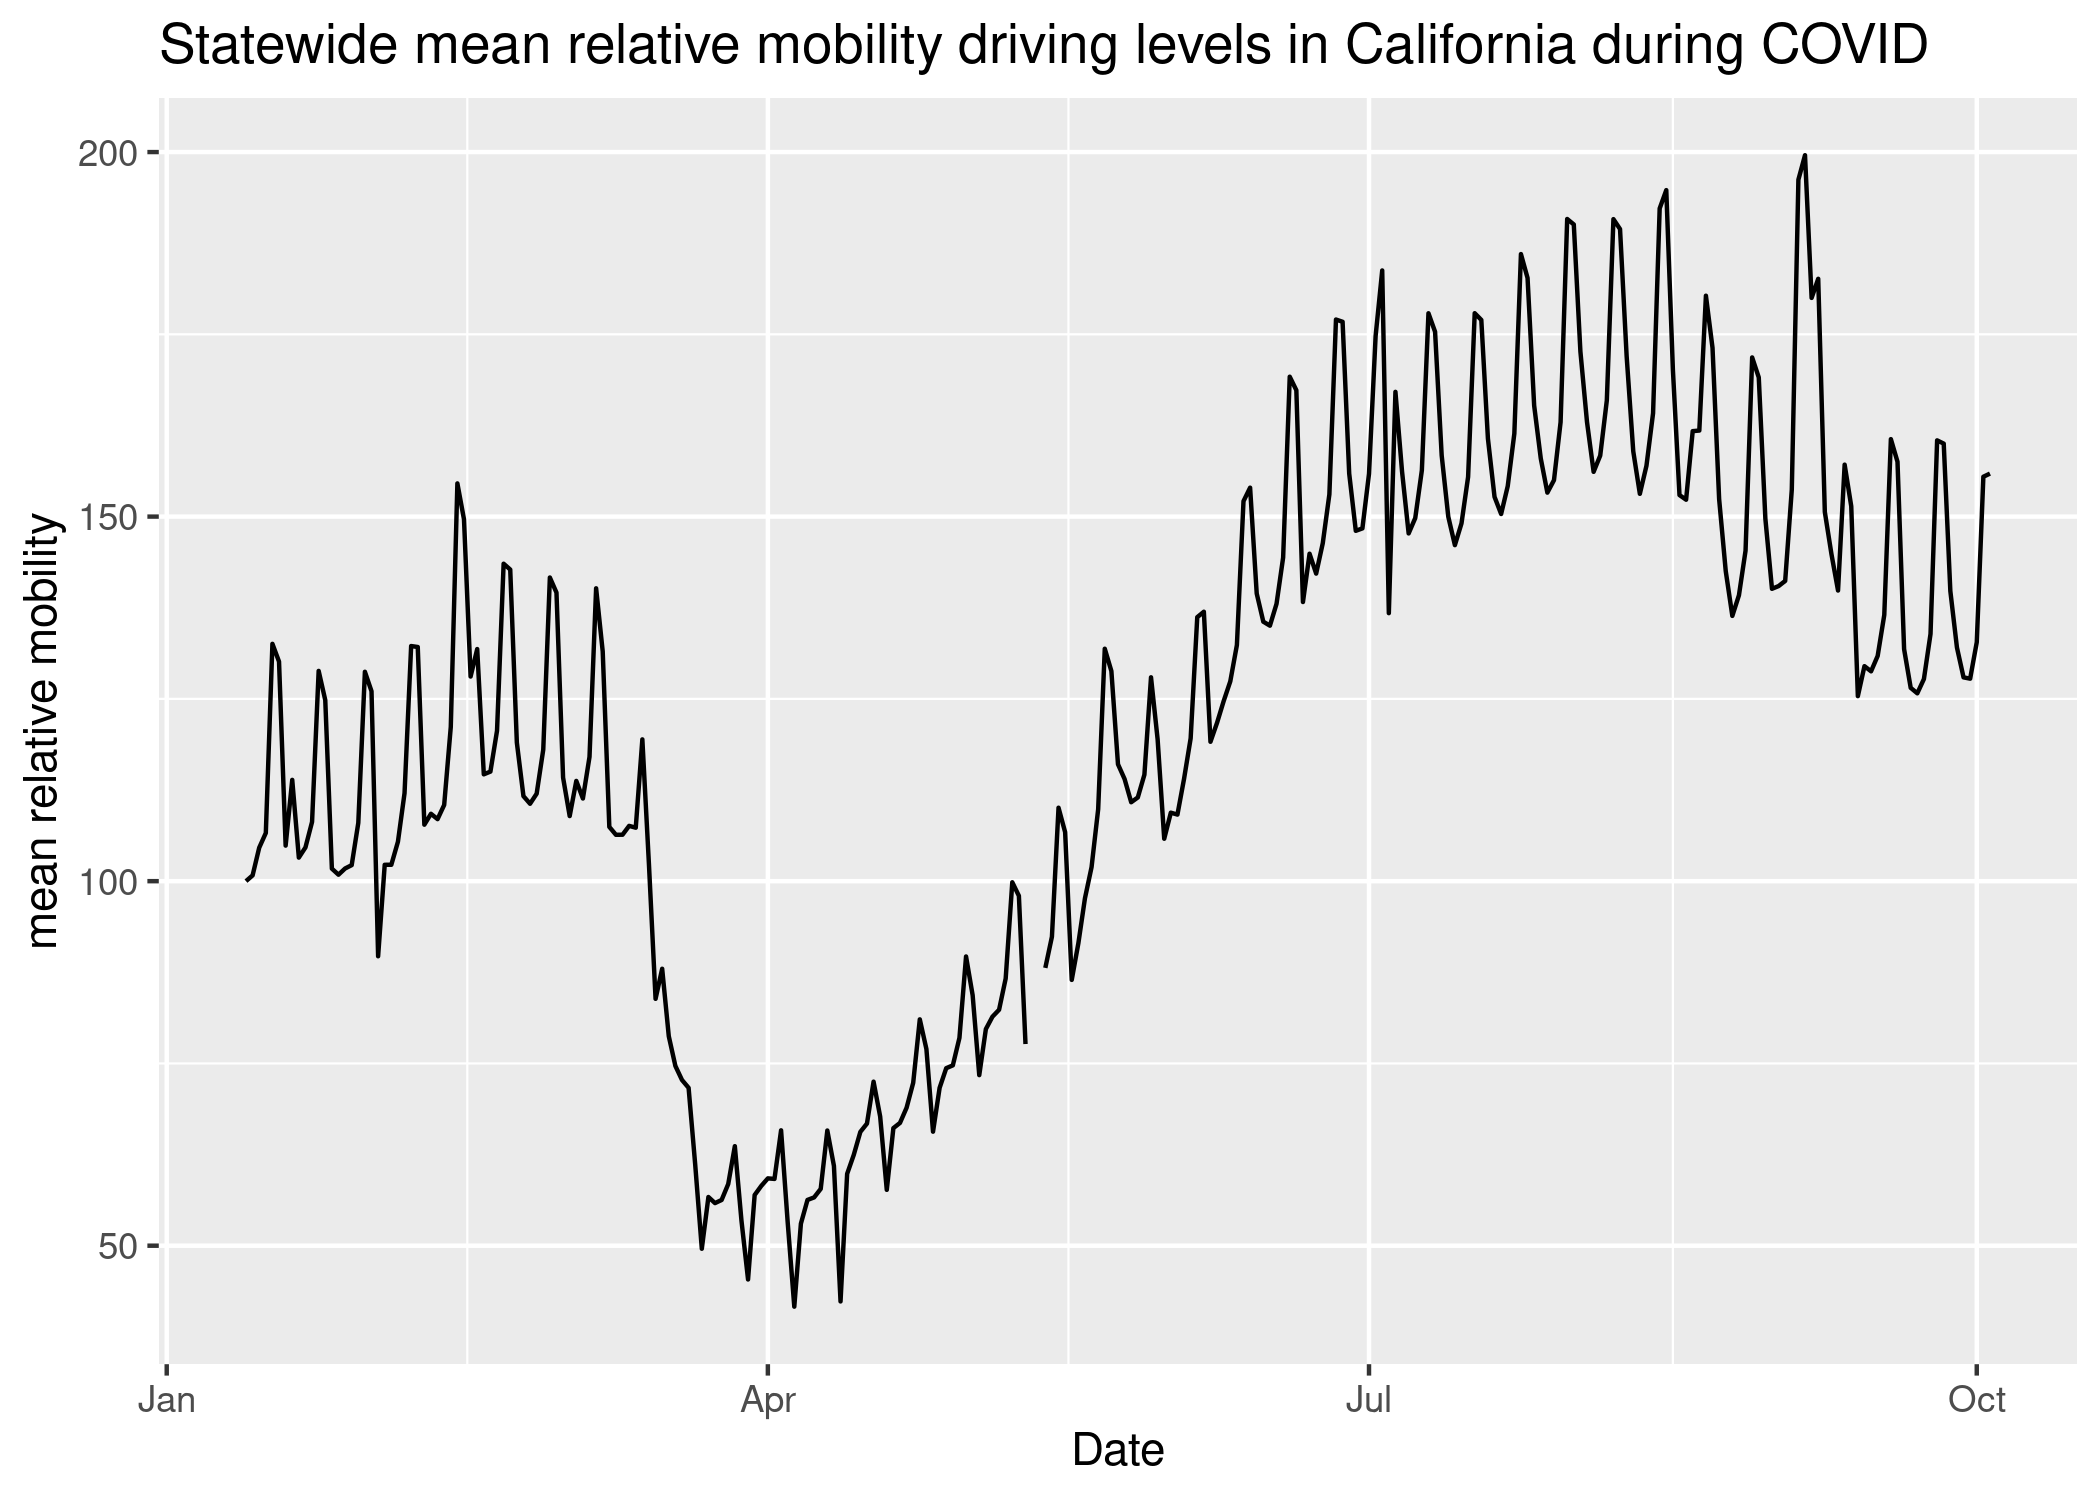 Statewide mean relative mobility driving levels in California during COVID
mean relative mobility
200
150
100
50
Jan
Apr
Jul
Oct
Date